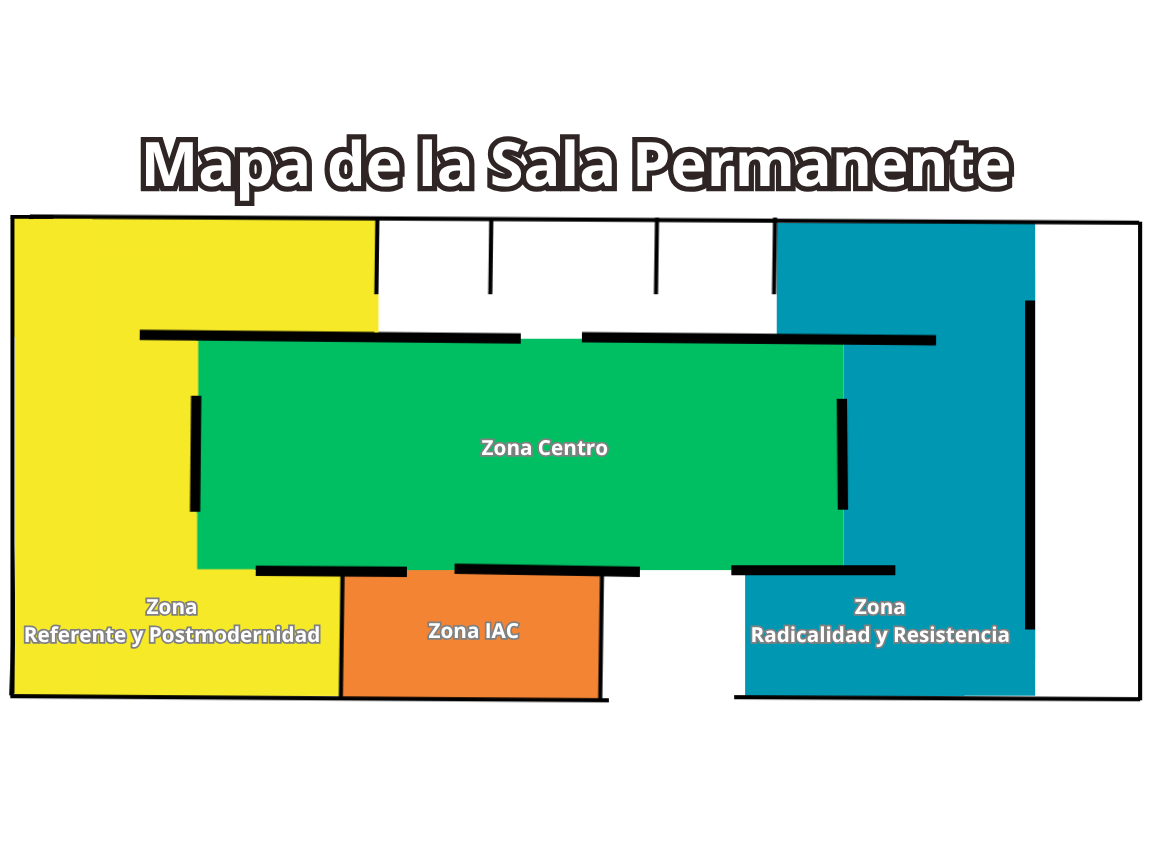 Mapa de la Sala Permanente
Zona Centro
Zona
Referente y Postmodernidad
Zona IAC
Zona
Radicalidad y Resistencia